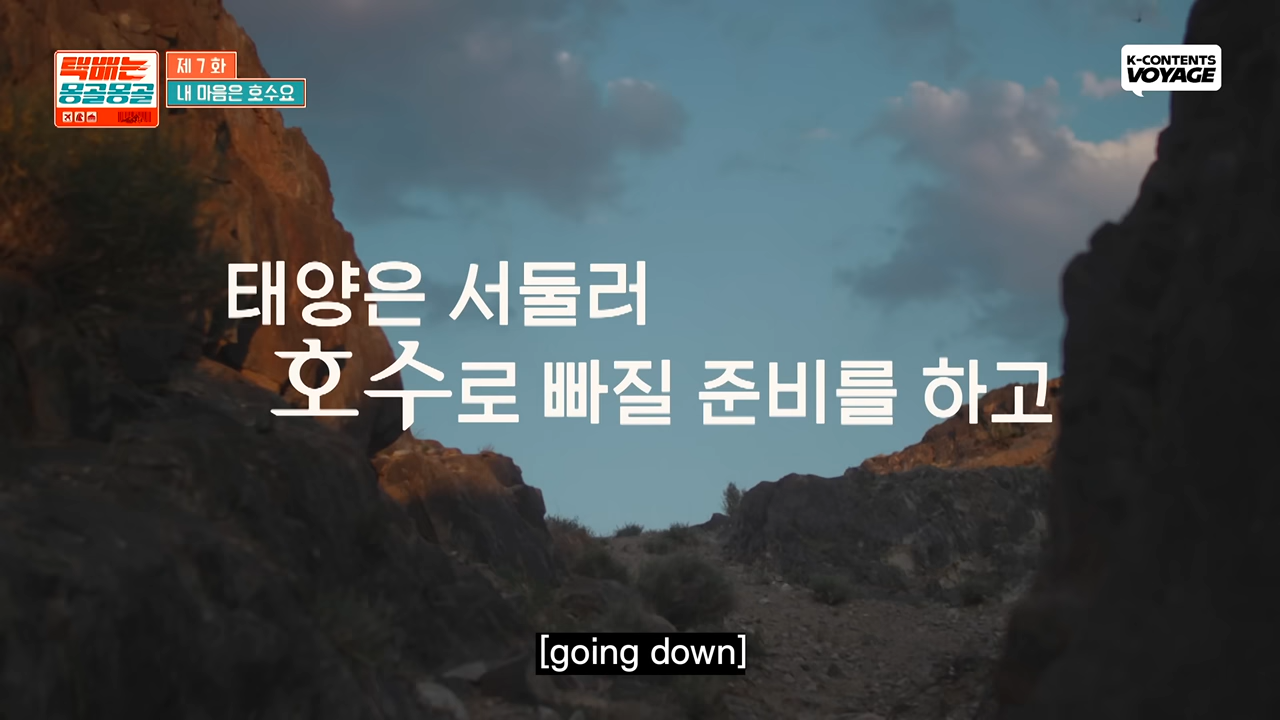 택배는
몽골몽골
제 7 화
내 마음은 호수요
K-CONTENTS
VOYAGE
태양은 서둘러
호수로 빠질 준비를 하고
[going down]